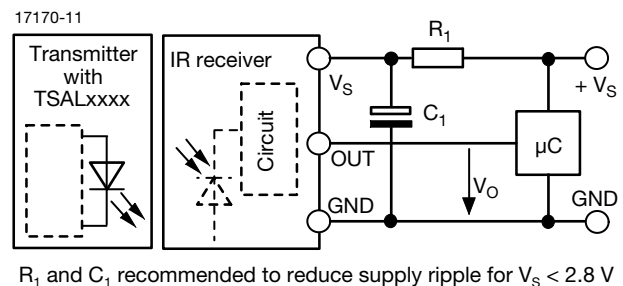 17170-11
Transmitter
with
TSALxxxx
IR receiver
Circuit
VS
OUT
GND
R1
C1
VO
µC
+ VS
GND
R1 and C1 recommended to reduce supply ripple for VS < 2.8 V